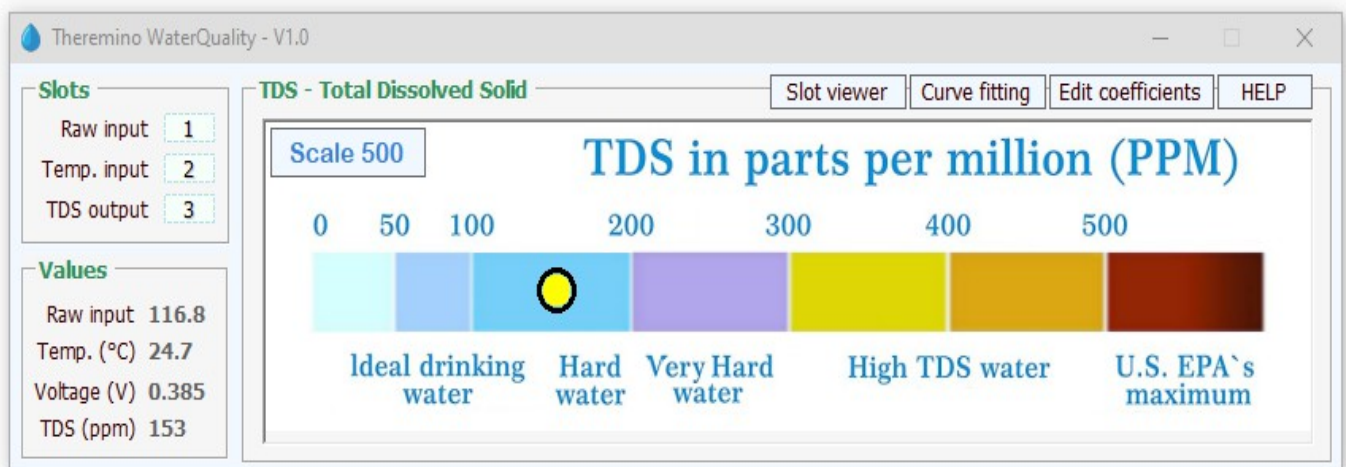 Theremino WaterQuality - V1.0
Slots
Raw input 1
Temp. input 2
TDS output 3
Values
Raw input 116.8
Temp. (°C) 24.7
Voltage (V) 0.385
TDS (ppm) 153
TDS - Total Dissolved Solid
Slot viewer Curve fitting Edit coefficients HELP
Scale 500
TDS in parts per million (PPM)
0 50 100 200 300 400 500
Ideal drinking water
Hard water
Very Hard water
High TDS water
U.S. EPA`s maximum